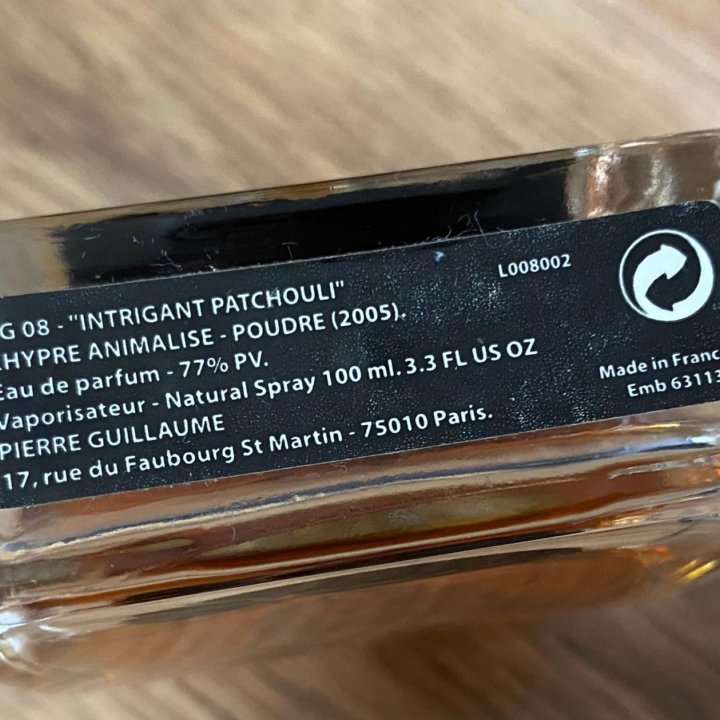 L008002
G 08 - "INTRIGANT PATCHOULI"
CHYPRE ANIMALISE - POUDRE (2005).
Eau de parfum - 77% PV.
Vaporisateur - Natural Spray 100 ml. 3.3 FL US OZ
PIERRE GUILLAUME
17, rue du Faubourg St Martin - 75010 Paris.
Made in Franc
Emb 63113